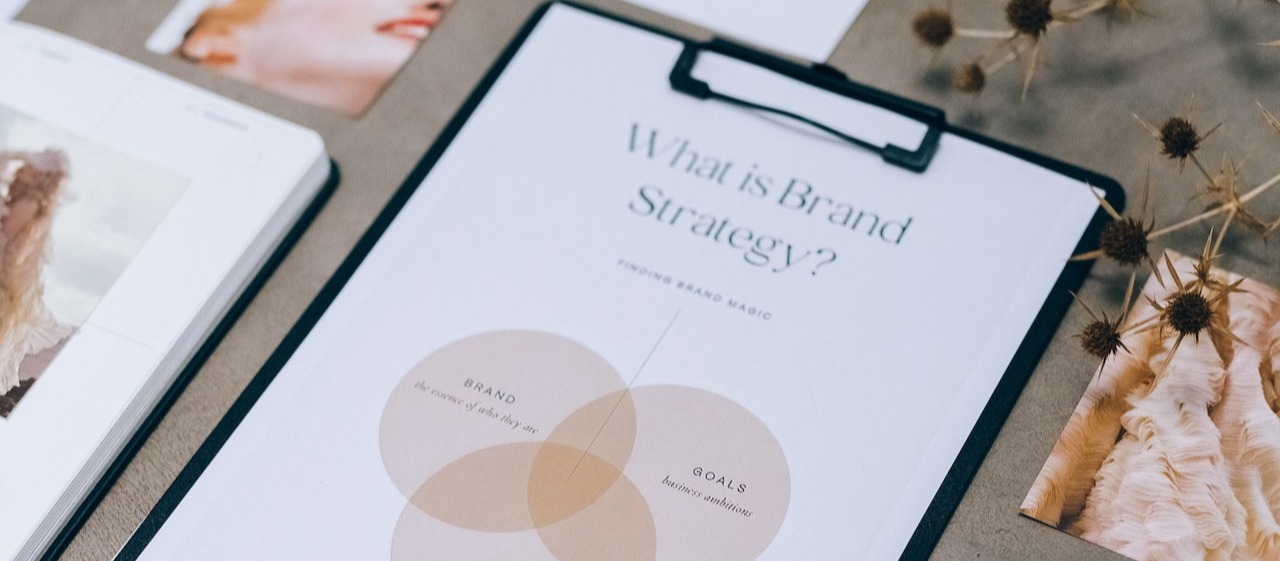 What is Brand
Strategy?
FINDING BRAND MAGIC
BRAND
the essence of who they are
GOALS
business ambitions